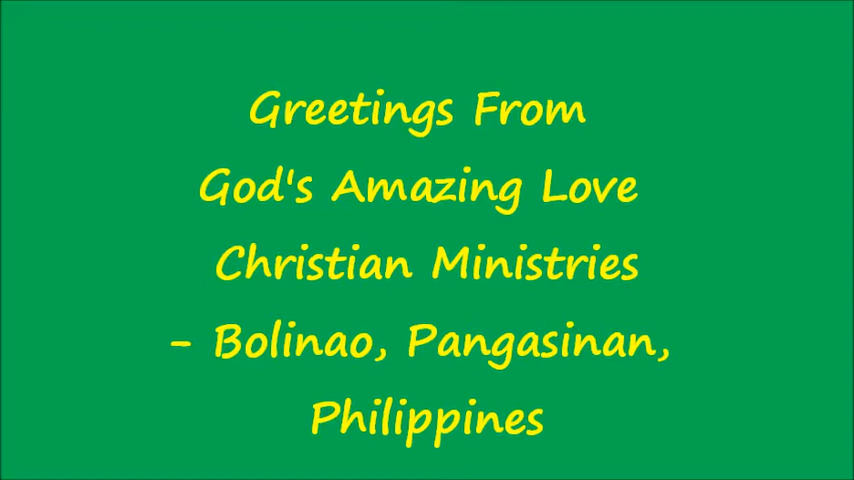 Greetings From
God's Amazing Love
Christian Ministries
- Bolinao, Pangasinan,
Philippines